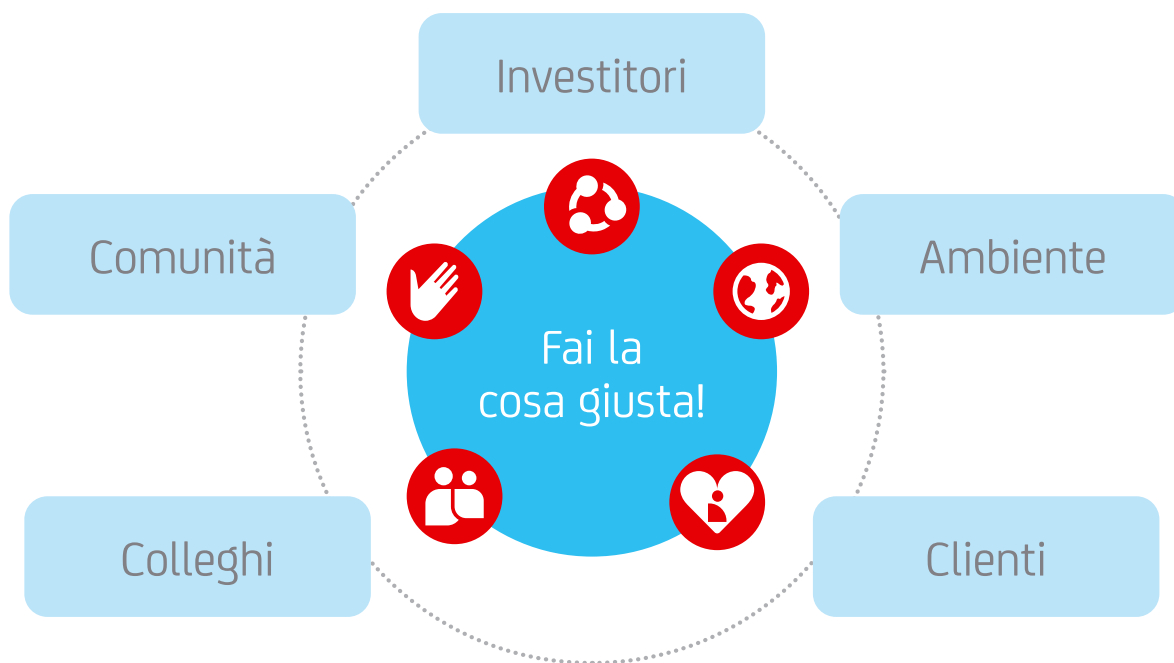 Investitori
Comunità
Ambiente
Fai la
cosa giusta!
Colleghi
Clienti